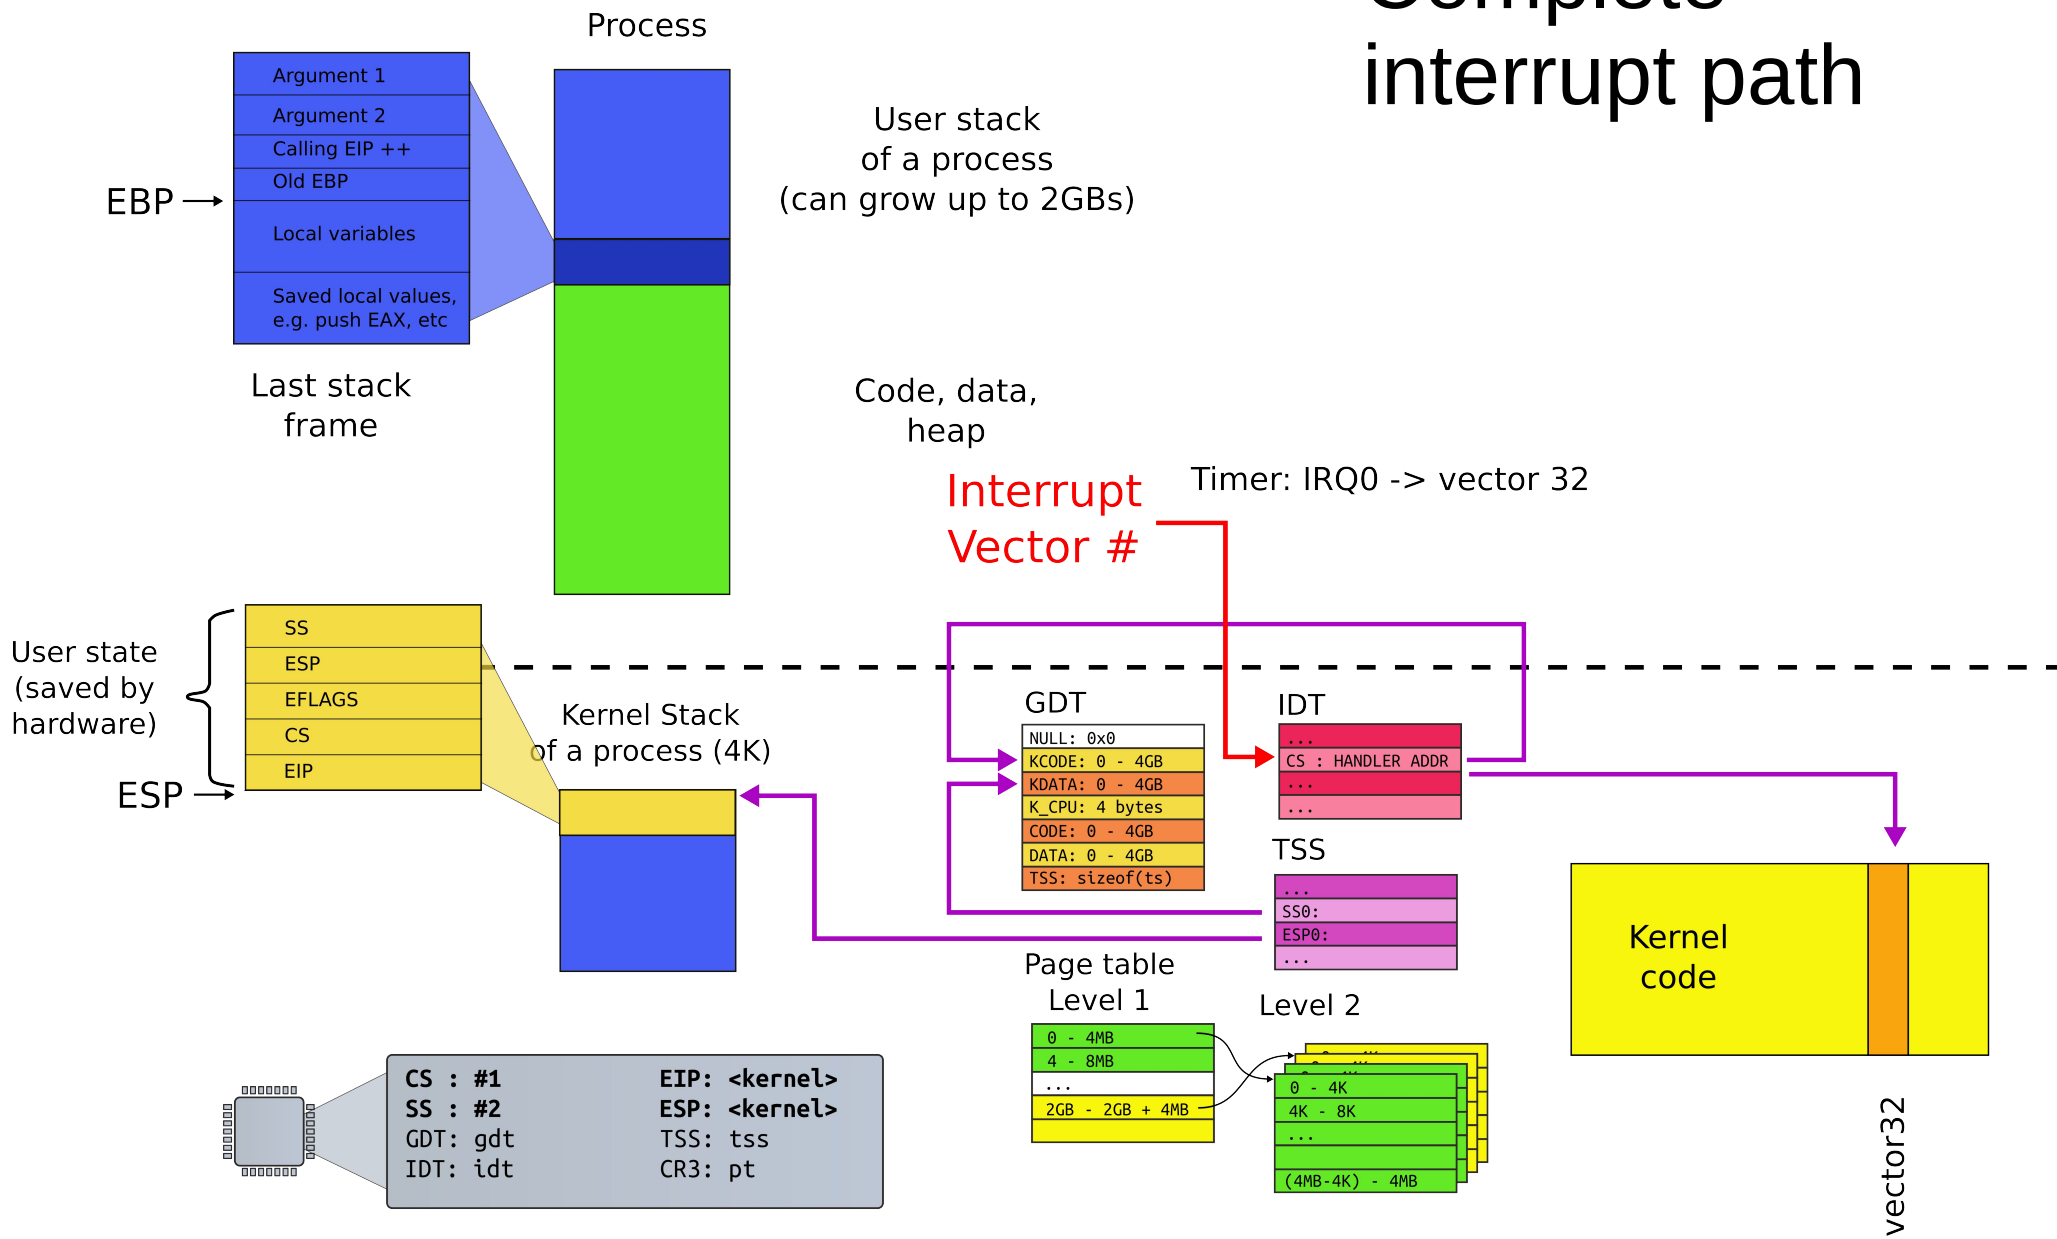 Complete
interrupt path
Process
Argument 1
Argument 2
Calling EIP ++
Old EBP
EBP
Local variables
Saved local values,
e.g. push EAX, etc
Last stack
frame
User stack
of a process
(can grow up to 2GBs)
Code, data,
heap
Interrupt
Vector #
Timer: IRQ0 -> vector 32
User state
(saved by
hardware)
SS
ESP
EFLAGS
CS
EIP
ESP
Kernel Stack
of a process (4K)
GDT
NULL: 0x0
KCODE: 0 - 4GB
KDATA: 0 - 4GB
K_CPU: 4 bytes
CODE: 0 - 4GB
DATA: 0 - 4GB
TSS: sizeof(ts)
IDT
...
CS : HANDLER ADDR
...
...
TSS
...
SS0:
ESP0:
...
Kernel
code
vector32
Page table
Level 1
0 - 4MB
4 - 8MB
...
2GB - 2GB + 4MB
Level 2
0 - 4K
4K - 8K
...
(4MB-4K) - 4MB
CS : #1 EIP: <kernel>
SS : #2 ESP: <kernel>
GDT: gdt TSS: tss
IDT: idt CR3: pt